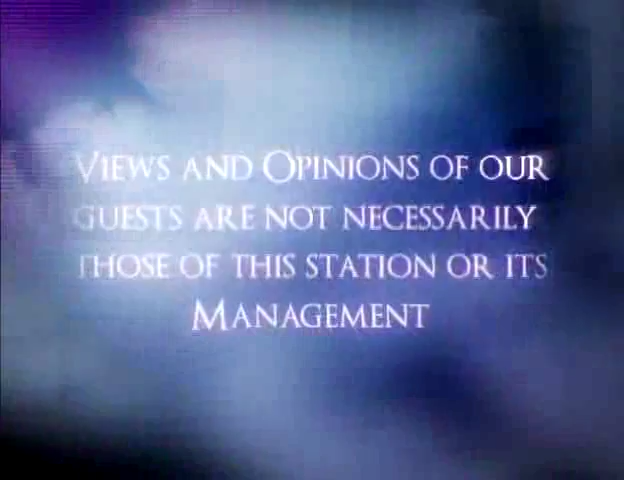 Views and Opinions of our
guests are not necessarily
those of this station or its
Management